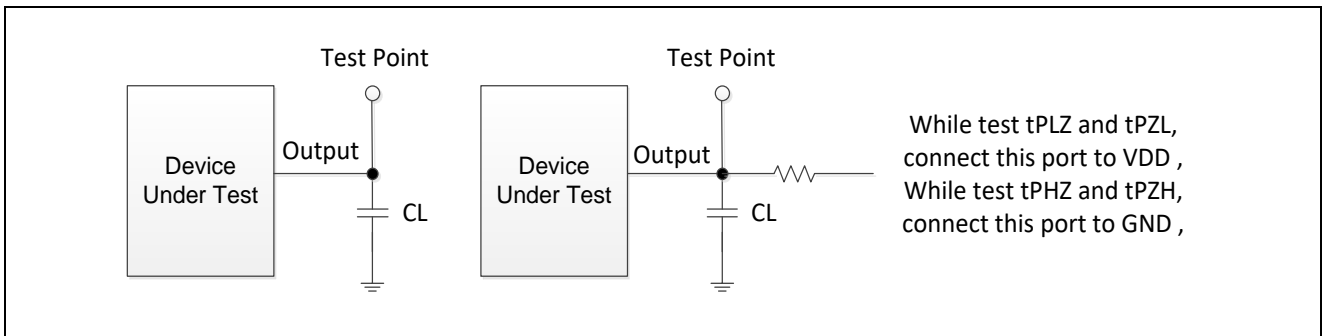 Test Point
Device
Under Test
Output
CL
Test Point
Device
Under Test
Output
CL
While test tPLZ and tPZL,
connect this port to VDD ,
While test tPHZ and tPZH,
connect this port to GND ,